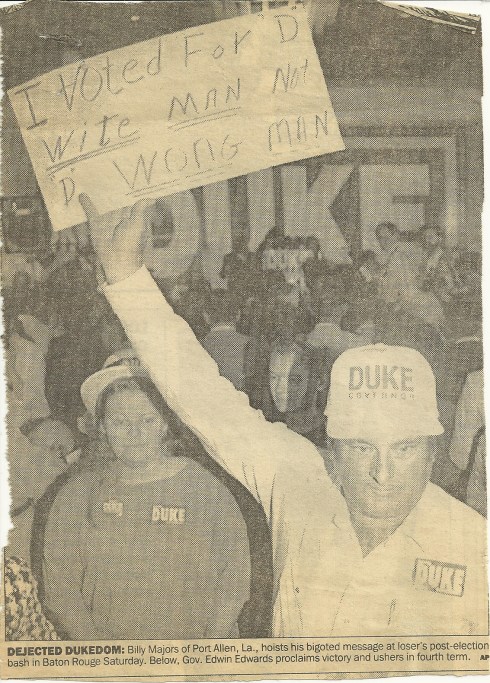 I Voted For 'D'
Wite MAN Not
'D' WONG MAN
DUKE
DUKE
DUKE
GOVERNOR
DUKE
DUKE
DEJECTED DUKEDOM: Billy Majors of Port Allen, La., hoists his bigoted message at loser's post-election
bash in Baton Rouge Saturday. Below, Gov. Edwin Edwards proclaims victory and ushers in fourth term. AP